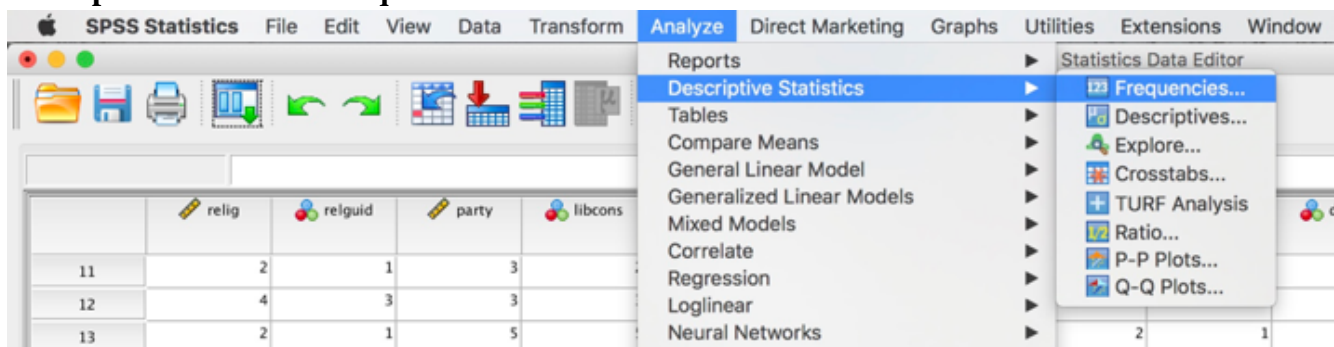 SPSS Statistics File Edit View Data Transform Analyze Direct Marketing Graphs Utilities Extensions Window
Reports
Statistics Data Editor
Descriptive Statistics
123 Frequencies...
Tables
Descriptives...
Compare Means
Explore...
General Linear Model
Crosstabs...
Generalized Linear Models
TURF Analysis
Mixed Models
1/2 Ratio...
Correlate
P-P Plots...
Regression
Q-Q Plots...
Loglinear
Neural Networks
relig relguid party libcons
11 2 1 3
12 4 3 3
13 2 1 5 2 1